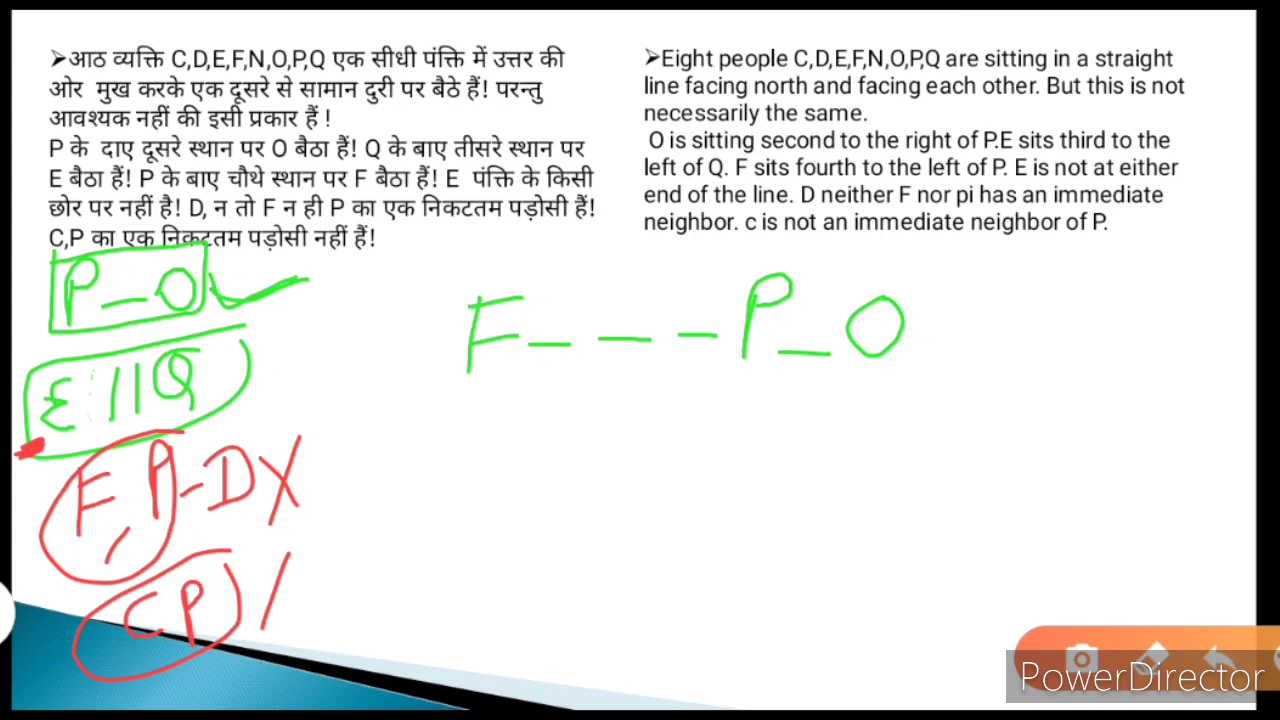 ➤आठ व्यक्ति C,D,E,F,N,O,P,Q एक सीधी पंक्ति में उत्तर की
ओर मुख करके एक दूसरे से सामान दुरी पर बैठे हैं! परन्तु
आवश्यक नहीं की इसी प्रकार हैं !
P के दाए दूसरे स्थान पर O बैठा हैं! Q के बाए तीसरे स्थान पर
E बैठा हैं! P के बाए चौथे स्थान पर F बैठा हैं! E पंक्ति के किसी
छोर पर नहीं है! D, न तो F न ही P का एक निकटतम पड़ोसी हैं!
C,P का एक निकटतम पड़ोसी नहीं हैं!
➤Eight people C,D,E,F,N,O,P,Q are sitting in a straight
line facing north and facing each other. But this is not
necessarily the same.
O is sitting second to the right of P.E sits third to the
left of Q. F sits fourth to the left of P. E is not at either
end of the line. D neither F nor pi has an immediate
neighbor. c is not an immediate neighbor of P.
P _ O
E | | Q
F, P - D X
C P /
F _ _ _ P _ O
PowerDirector